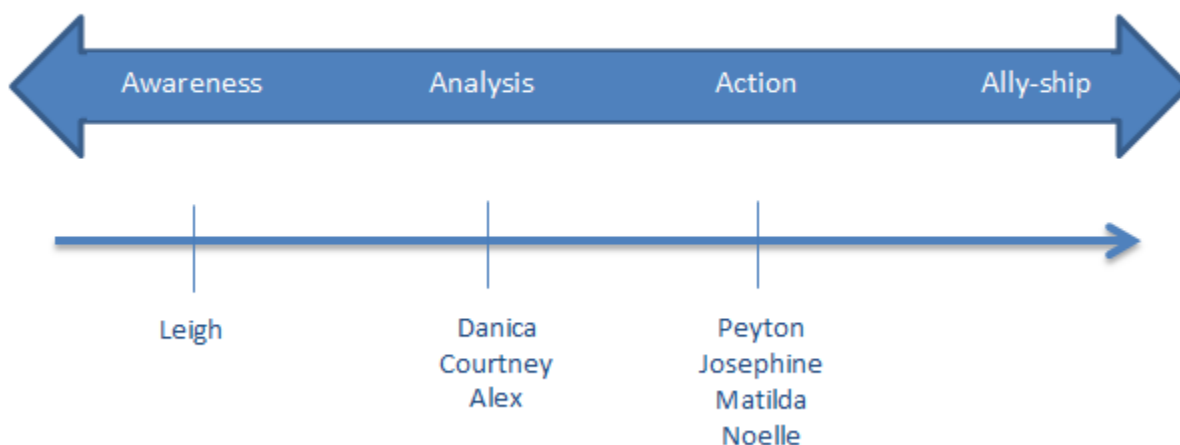 Awareness Analysis Action Ally-ship
Leigh
Danica
Courtney
Alex
Peyton
Josephine
Matilda
Noelle